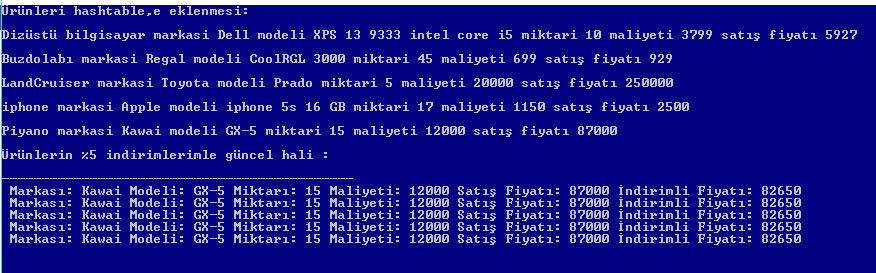 Ürünleri hashtable,e eklenmesi:
Dizüstü bilgisayar markasi Dell modeli XPS 13 9333 intel core i5 miktari 10 maliyeti 3799 satış fiyatı 5927
Buzdolabı markasi Regal modeli CoolRGL 3000 miktari 45 maliyeti 699 satış fiyatı 929
LandCruiser markasi Toyota modeli Prado miktari 5 maliyeti 20000 satış fiyatı 250000
iphone markasi Apple modeli iphone 5s 16 GB miktari 17 maliyeti 1150 satış fiyatı 2500
Piyano markasi Kawai modeli GX-5 miktari 15 maliyeti 12000 satış fiyatı 87000
Ürünlerin %5 indirimlerimle güncel hali :
____________________________________________
Markası: Kawai Modeli: GX-5 Miktarı: 15 Maliyeti: 12000 Satış Fiyatı: 87000 İndirimli Fiyatı: 82650
Markası: Kawai Modeli: GX-5 Miktarı: 15 Maliyeti: 12000 Satış Fiyatı: 87000 İndirimli Fiyatı: 82650
Markası: Kawai Modeli: GX-5 Miktarı: 15 Maliyeti: 12000 Satış Fiyatı: 87000 İndirimli Fiyatı: 82650
Markası: Kawai Modeli: GX-5 Miktarı: 15 Maliyeti: 12000 Satış Fiyatı: 87000 İndirimli Fiyatı: 82650
Markası: Kawai Modeli: GX-5 Miktarı: 15 Maliyeti: 12000 Satış Fiyatı: 87000 İndirimli Fiyatı: 82650